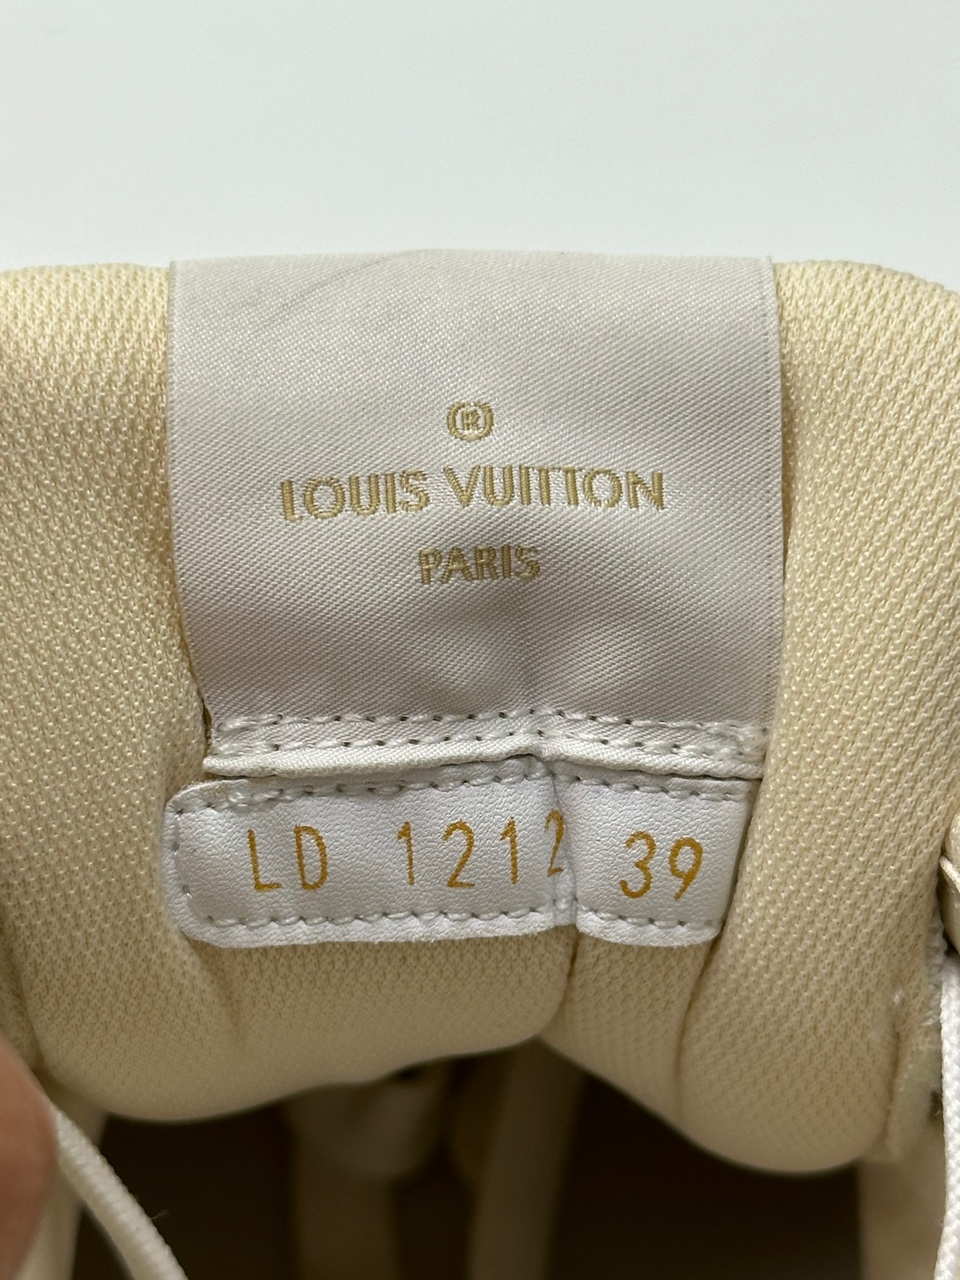 ®
LOUIS VUITTON
PARIS
LD 1212 39